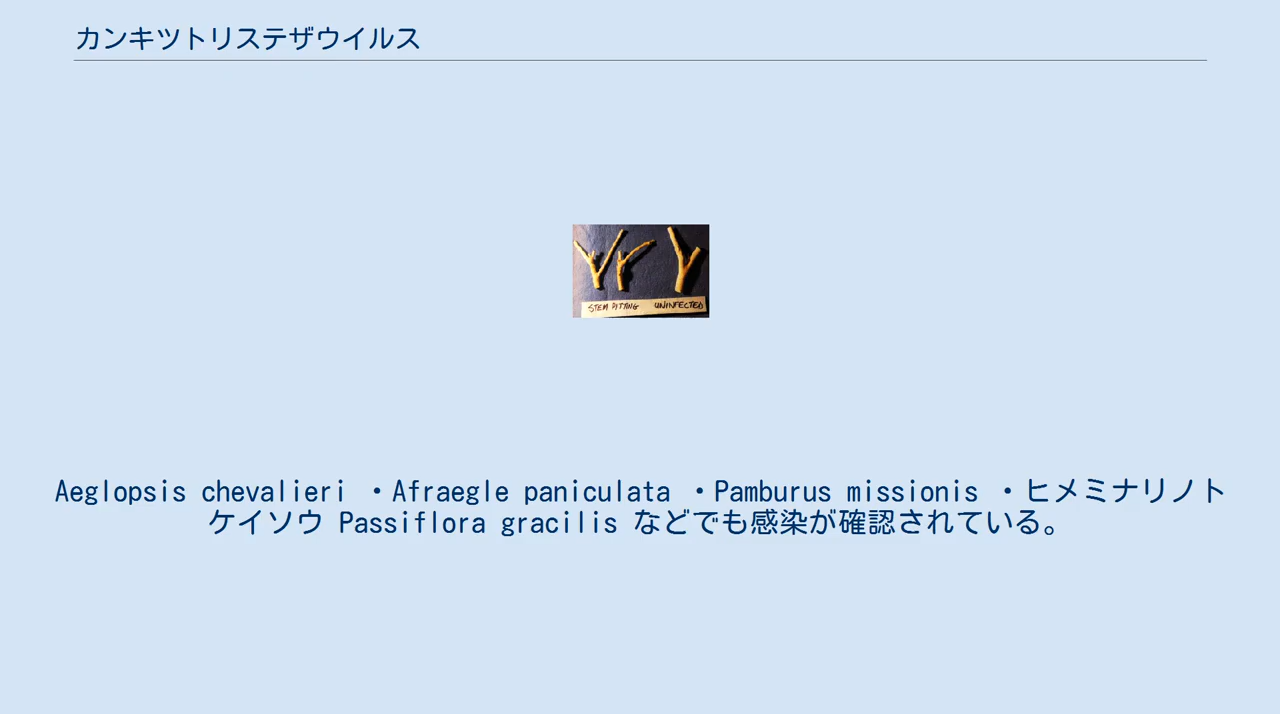 カンキツトリステザウイルス
STEM PITTING UNINFECTED
Aeglopsis chevalieri ・Afraegle paniculata ・Pamburus missionis ・ヒメミナリノト
ケイソウ Passiflora gracilis などでも感染が確認されている。